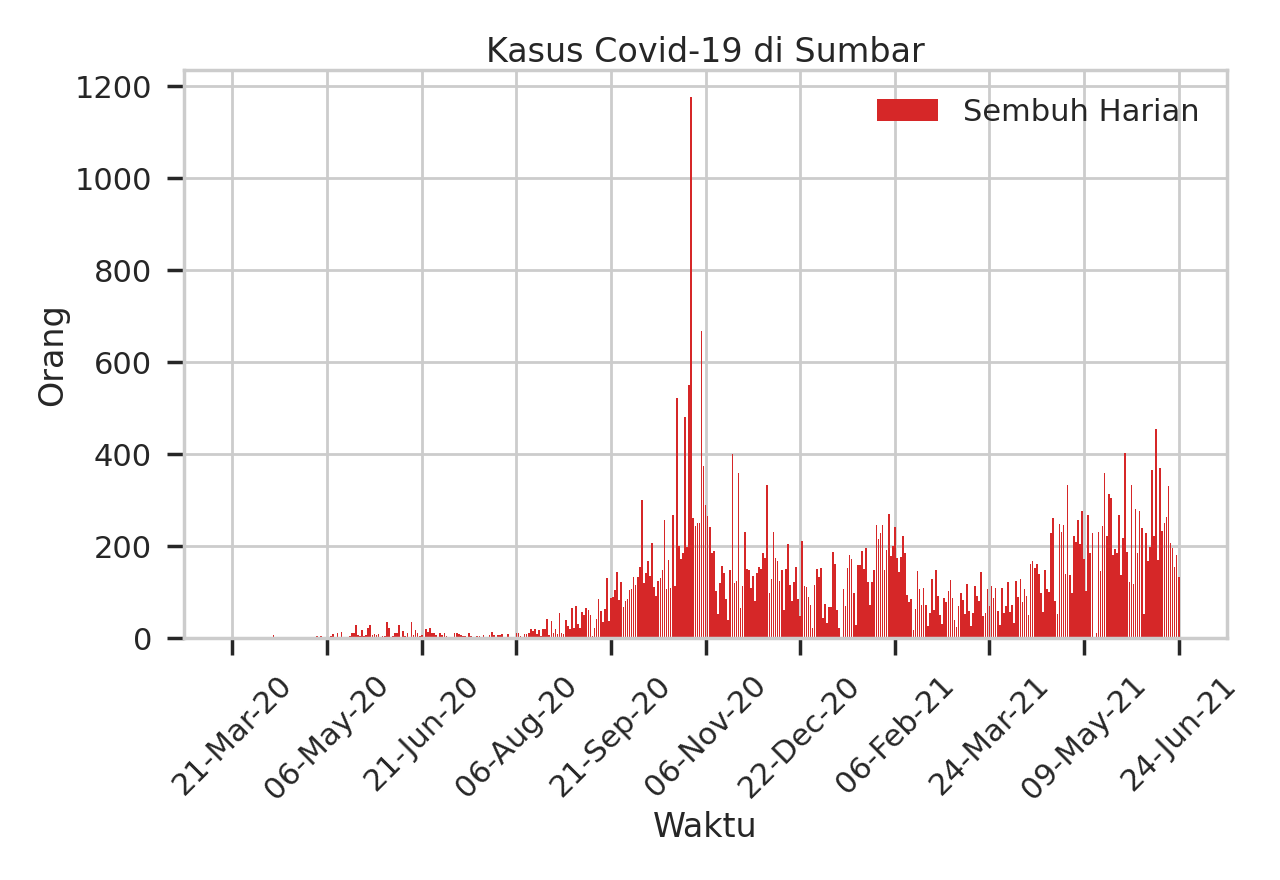 Kasus Covid-19 di Sumbar
Sembuh Harian
Orang
1200
1000
800
600
400
200
0
21-Mar-20
06-May-20
21-Jun-20
06-Aug-20
21-Sep-20
06-Nov-20
22-Dec-20
06-Feb-21
24-Mar-21
09-May-21
24-Jun-21
Waktu